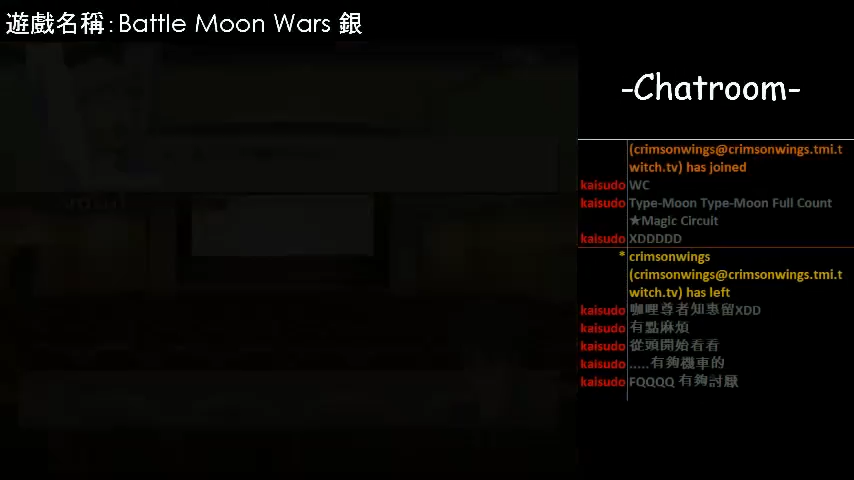 遊戲名稱：Battle Moon Wars 銀
-Chatroom-
(crimsonwings@crimsonwings.tmi.t
witch.tv) has joined
kaisudo WC
kaisudo Type-Moon Type-Moon Full Count
★Magic Circuit
kaisudo XDDDDD
* crimsonwings
(crimsonwings@crimsonwings.tmi.t
witch.tv) has left
kaisudo 咖哩尊者知惠留XDD
kaisudo 有點麻煩
kaisudo 從頭開始看看
kaisudo .....有夠機車的
kaisudo FQQQQ 有夠討厭